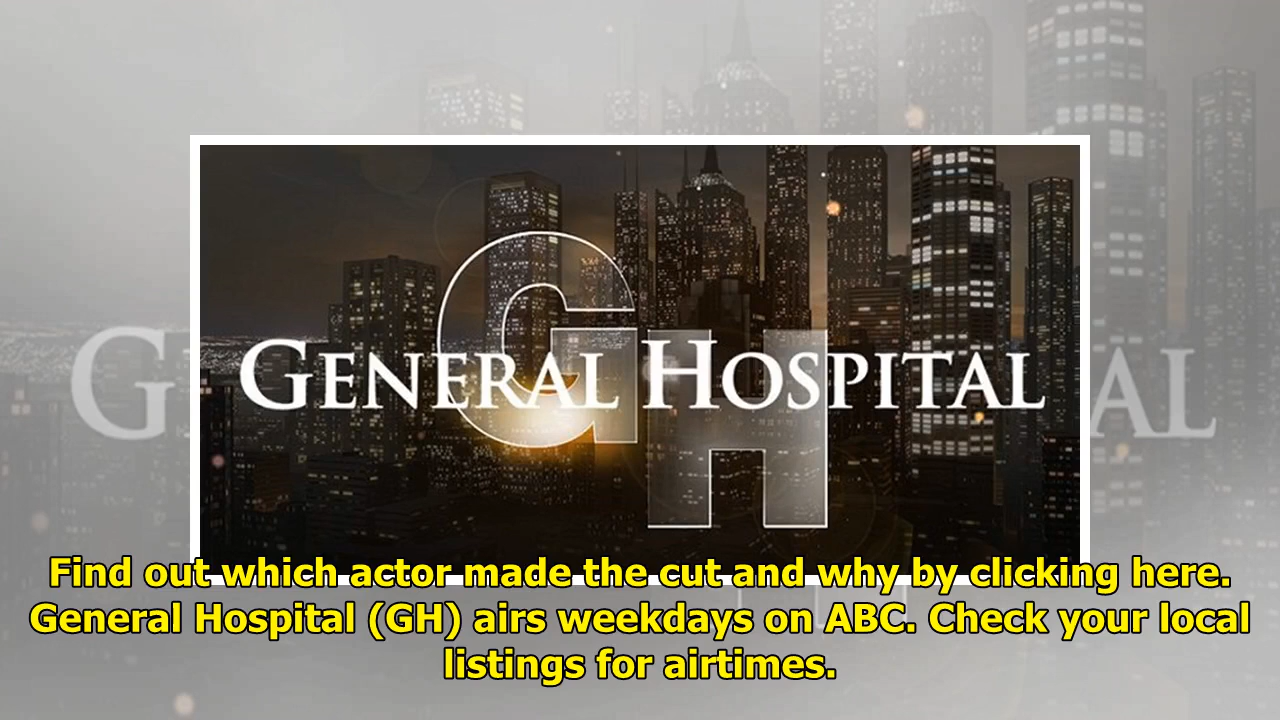 GH
GENERAL HOSPITAL
G AL
Find out which actor made the cut and why by clicking here.
General Hospital (GH) airs weekdays on ABC. Check your local
listings for airtimes.